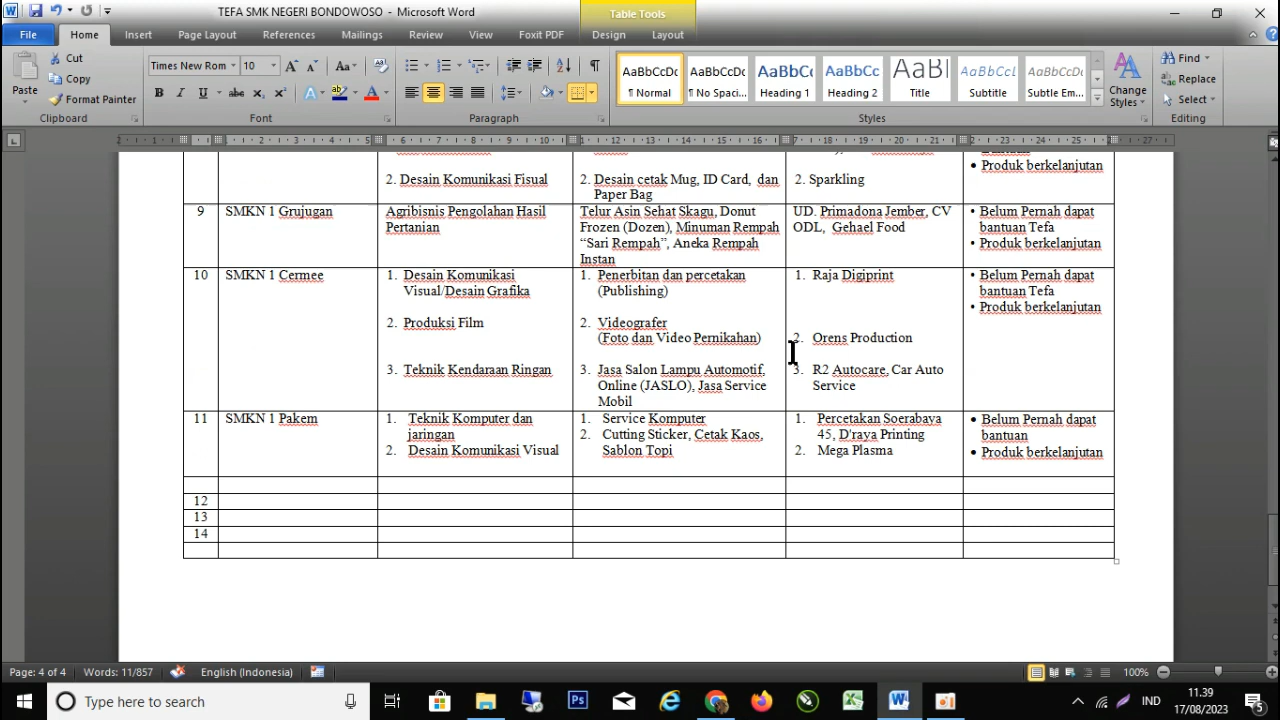 TEFA SMK NEGERI BONDOWOSO - Microsoft Word
Table Tools
File Home Insert Page Layout References Mailings Review View Foxit PDF Design Layout
Paste
Cut
Copy
Format Painter
Clipboard
Times New Rom 10
Font
Paragraph
AaBbCcDc AaBbCcDc AaBbCc AaBbCc AaBl AaBbCcL AaBbCcDc
¶ Normal ¶ No Spaci... Heading 1 Heading 2 Title Subtitle Subtle Em...
Change Styles
Styles
Find
Replace
Select
Editing
2. Desain Komunikasi Fisual
2. Desain cetak Mug, ID Card, dan
Paper Bag
2. Sparkling
• Produk berkelanjutan
9
SMKN 1 Grujugan
Agribisnis Pengolahan Hasil
Pertanian
Telur Asin Sehat Skagu, Donut
Frozen (Dozen), Minuman Rempah
“Sari Rempah”, Aneka Rempah
Instan
UD. Primadona Jember, CV
ODL, Gehael Food
• Belum Pernah dapat
bantuan Tefa
• Produk berkelanjutan
10
SMKN 1 Cermee
1. Desain Komunikasi
Visual/Desain Grafika
2. Produksi Film
3. Teknik Kendaraan Ringan
1. Penerbitan dan percetakan
(Publishing)
2. Videografer
(Foto dan Video Pernikahan)
3. Jasa Salon Lampu Automotif.
Online (JASLO), Jasa Service
Mobil
1. Raja Digiprint
2. Orens Production
3. R2 Autocare, Car Auto
Service
• Belum Pernah dapat
bantuan Tefa
• Produk berkelanjutan
11
SMKN 1 Pakem
1. Teknik Komputer dan
jaringan
2. Desain Komunikasi Visual
1. Service Komputer
2. Cutting Sticker, Cetak Kaos,
Sablon Topi
1. Percetakan Soerabaya
45, D'raya Printing
2. Mega Plasma
• Belum Pernah dapat
bantuan
• Produk berkelanjutan
12
13
14
Page: 4 of 4 Words: 11/857 English (Indonesia) 100%
Type here to search
IND
11.39
17/08/2023
5